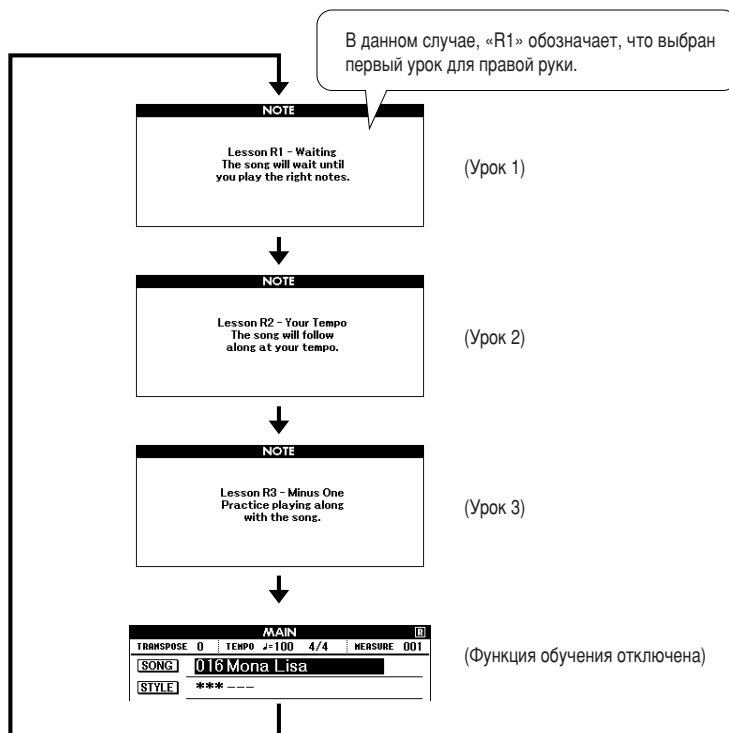 В данном случае, «R1» обозначает, что выбран
первый урок для правой руки.
NOTE
Lesson R1 - Waiting
The song will wait until
you play the right notes.
(Урок 1)
NOTE
Lesson R2 - Your Tempo
The song will follow
along at your tempo.
(Урок 2)
NOTE
Lesson R3 - Minus One
Practice playing along
with the song.
(Урок 3)
MAIN R
TRANSPOSE 0 TEMPO ♩=100 4/4 MEASURE 001
SONG 016 Mona Lisa
STYLE *** ---
(Функция обучения отключена)